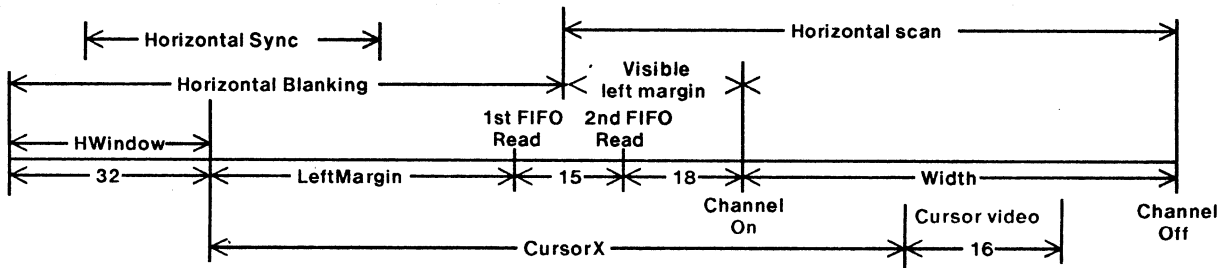 Horizontal Sync
Horizontal scan
Horizontal Blanking
Visible
left margin
1st FIFO
Read
2nd FIFO
Read
HWindow
32
LeftMargin
15
18
Width
Channel
On
Cursor video
Channel
Off
CursorX
16